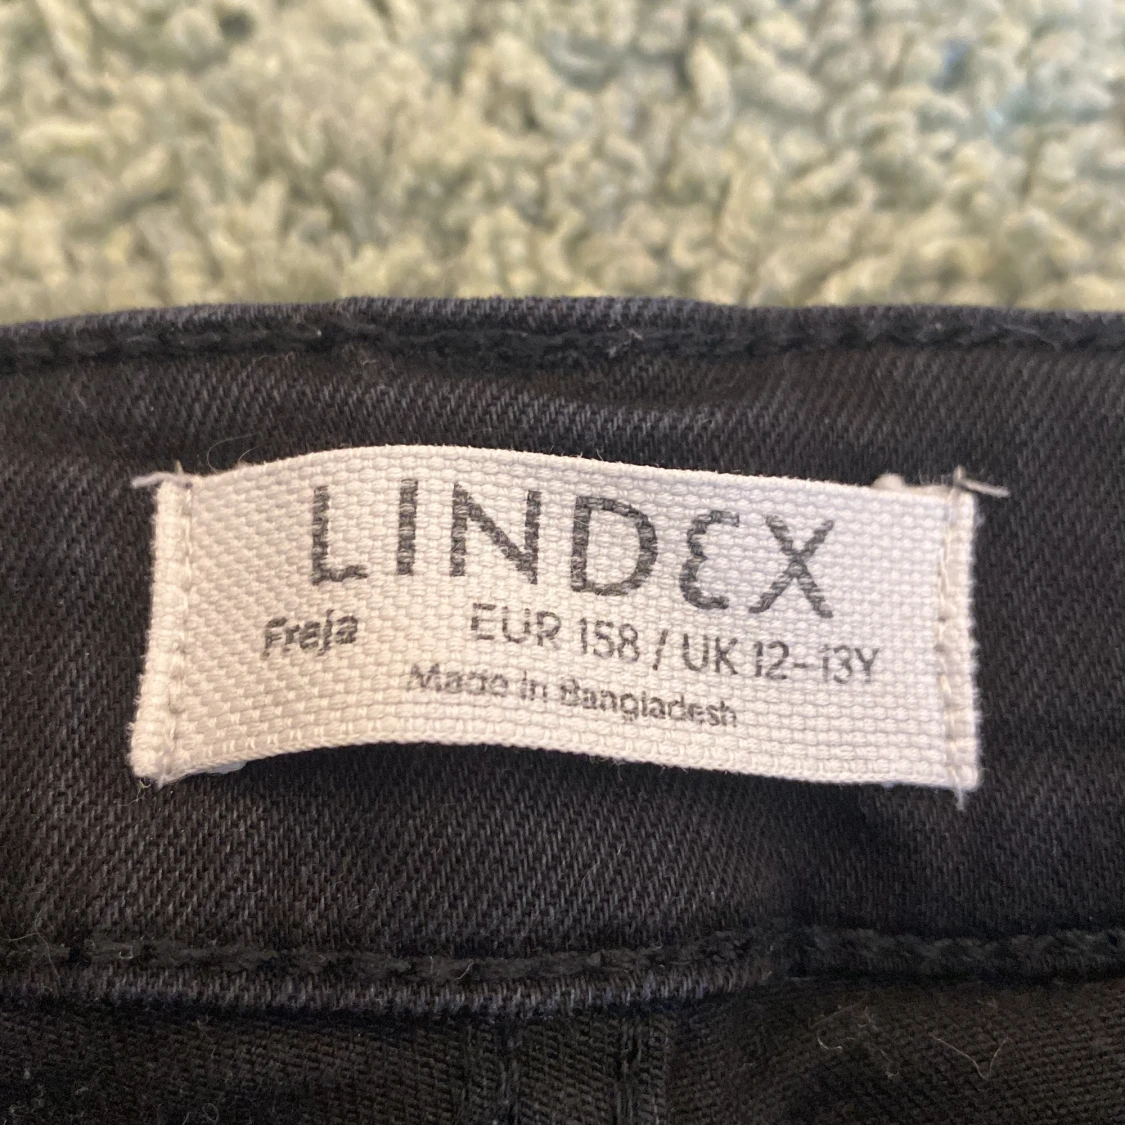 LINDEX
Freja EUR 158 / UK 12-13Y
Made in Bangladesh